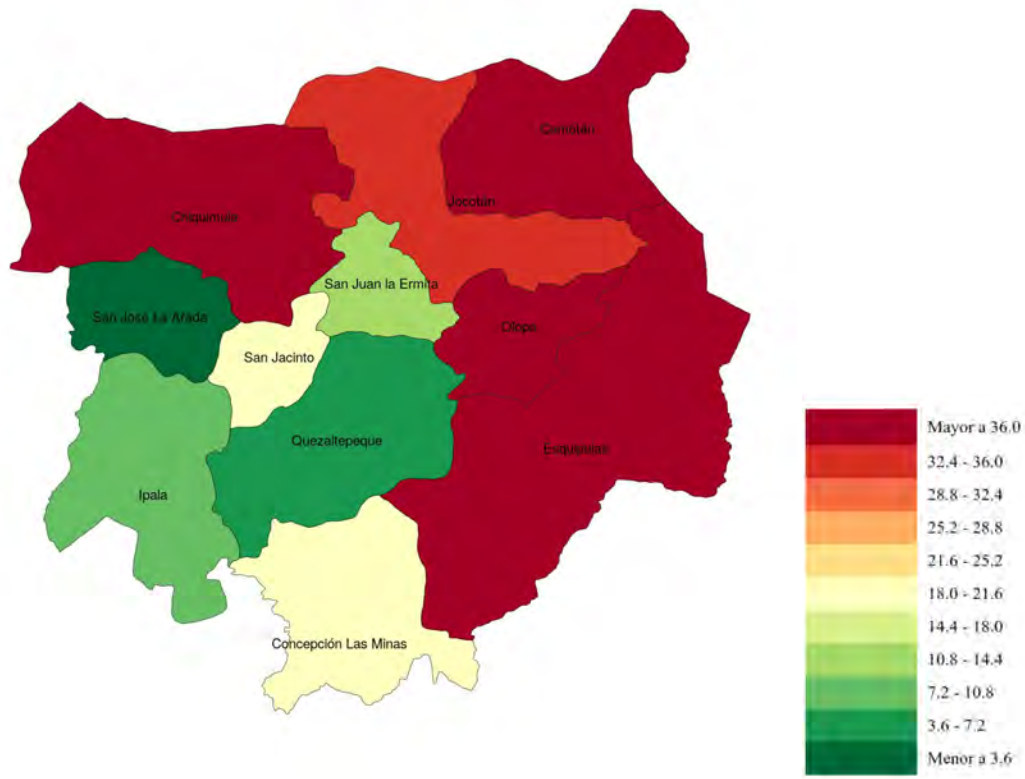 Camotán
Chiquimula
Jocotán
San Juan la Ermita
San José La Arada
Olopa
San Jacinto
Quezaltepeque
Esquipulas
Ipala
Concepción Las Minas
Mayor a 36.0
32.4 - 36.0
28.8 - 32.4
25.2 - 28.8
21.6 - 25.2
18.0 - 21.6
14.4 - 18.0
10.8 - 14.4
7.2 - 10.8
3.6 - 7.2
Menor a 3.6